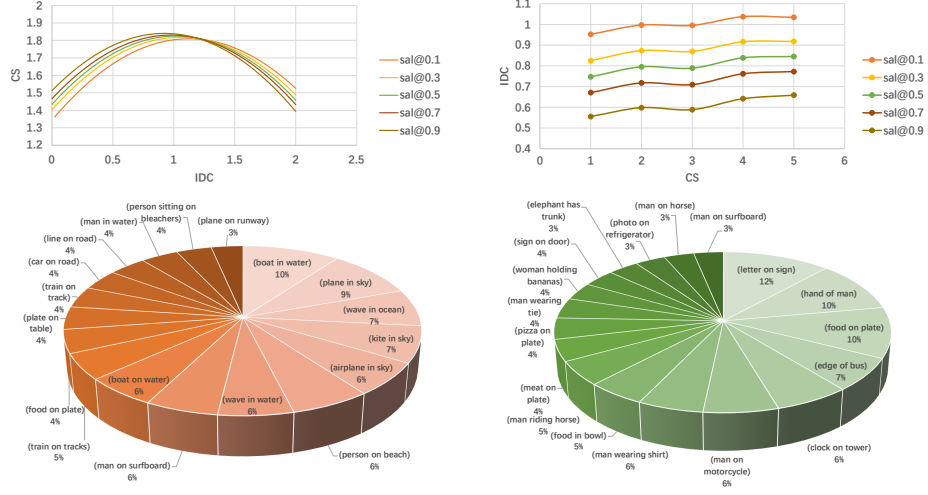 2
1.9
1.8
1.7
1.6
1.5
1.4
1.3
1.2
CS
0
0.5
1
1.5
2
2.5
IDC
sal@0.1
sal@0.3
sal@0.5
sal@0.7
sal@0.9
1.1
1
0.9
0.8
0.7
0.6
0.5
0.4
IDC
0
1
2
3
4
5
6
CS
sal@0.1
sal@0.3
sal@0.5
sal@0.7
sal@0.9
(boat in water)
10%
(plane in sky)
9%
(wave in ocean)
7%
(kite in sky)
7%
(airplane in sky)
6%
(person on beach)
6%
(wave in water)
6%
(man on surfboard)
6%
(boat on water)
6%
(train on tracks)
5%
(food on plate)
4%
(plate on
table)
4%
(train on
track)
4%
(car on road)
4%
(line on road)
4%
(man in water)
4%
(person sitting on
bleachers)
4%
(plane on runway)
3%
(letter on sign)
12%
(hand of man)
10%
(food on plate)
10%
(edge of bus)
7%
(clock on tower)
6%
(man on
motorcycle)
6%
(man wearing shirt)
6%
(food in bowl)
5%
(man riding horse)
5%
(meat on
plate)
4%
(pizza on
plate)
4%
(man wearing
tie)
4%
(woman holding
bananas)
4%
(sign on door)
4%
(elephant has
trunk)
3%
(photo on
refrigerator)
3%
(man on horse)
3%
(man on surfboard)
3%